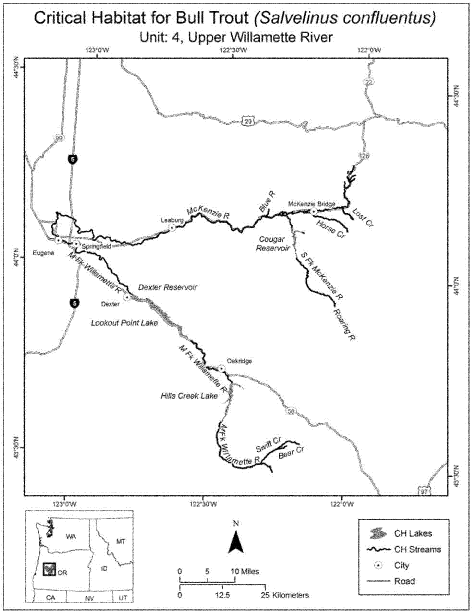 Critical Habitat for Bull Trout (Salvelinus confluentus)
Unit: 4, Upper Willamette River
123°0'W
122°30'W
122°0'W
44°30'N
44°30'N
20
99
5
126
McKenzie R
Blue R
McKenzie Bridge
Lost Cr
Horse Cr
Leaburg
Springfield
Eugene
Cougar
Reservoir
S Fk McKenzie R
Roaring R
44°0'N
44°0'N
M Fk Willamette R
Dexter Reservoir
Dexter
5
Lookout Point Lake
M Fk Willamette R
Oakridge
Hills Creek Lake
58
M Fk Willamette R
Swift Cr
Bear Cr
43°30'N
43°30'N
97
123°0'W
122°30'W
122°0'W
WA
MT
OR
ID
CA
NV
UT
N
0 5 10 Miles
0 12.5 25 Kilometers
CH Lakes
CH Streams
City
Road